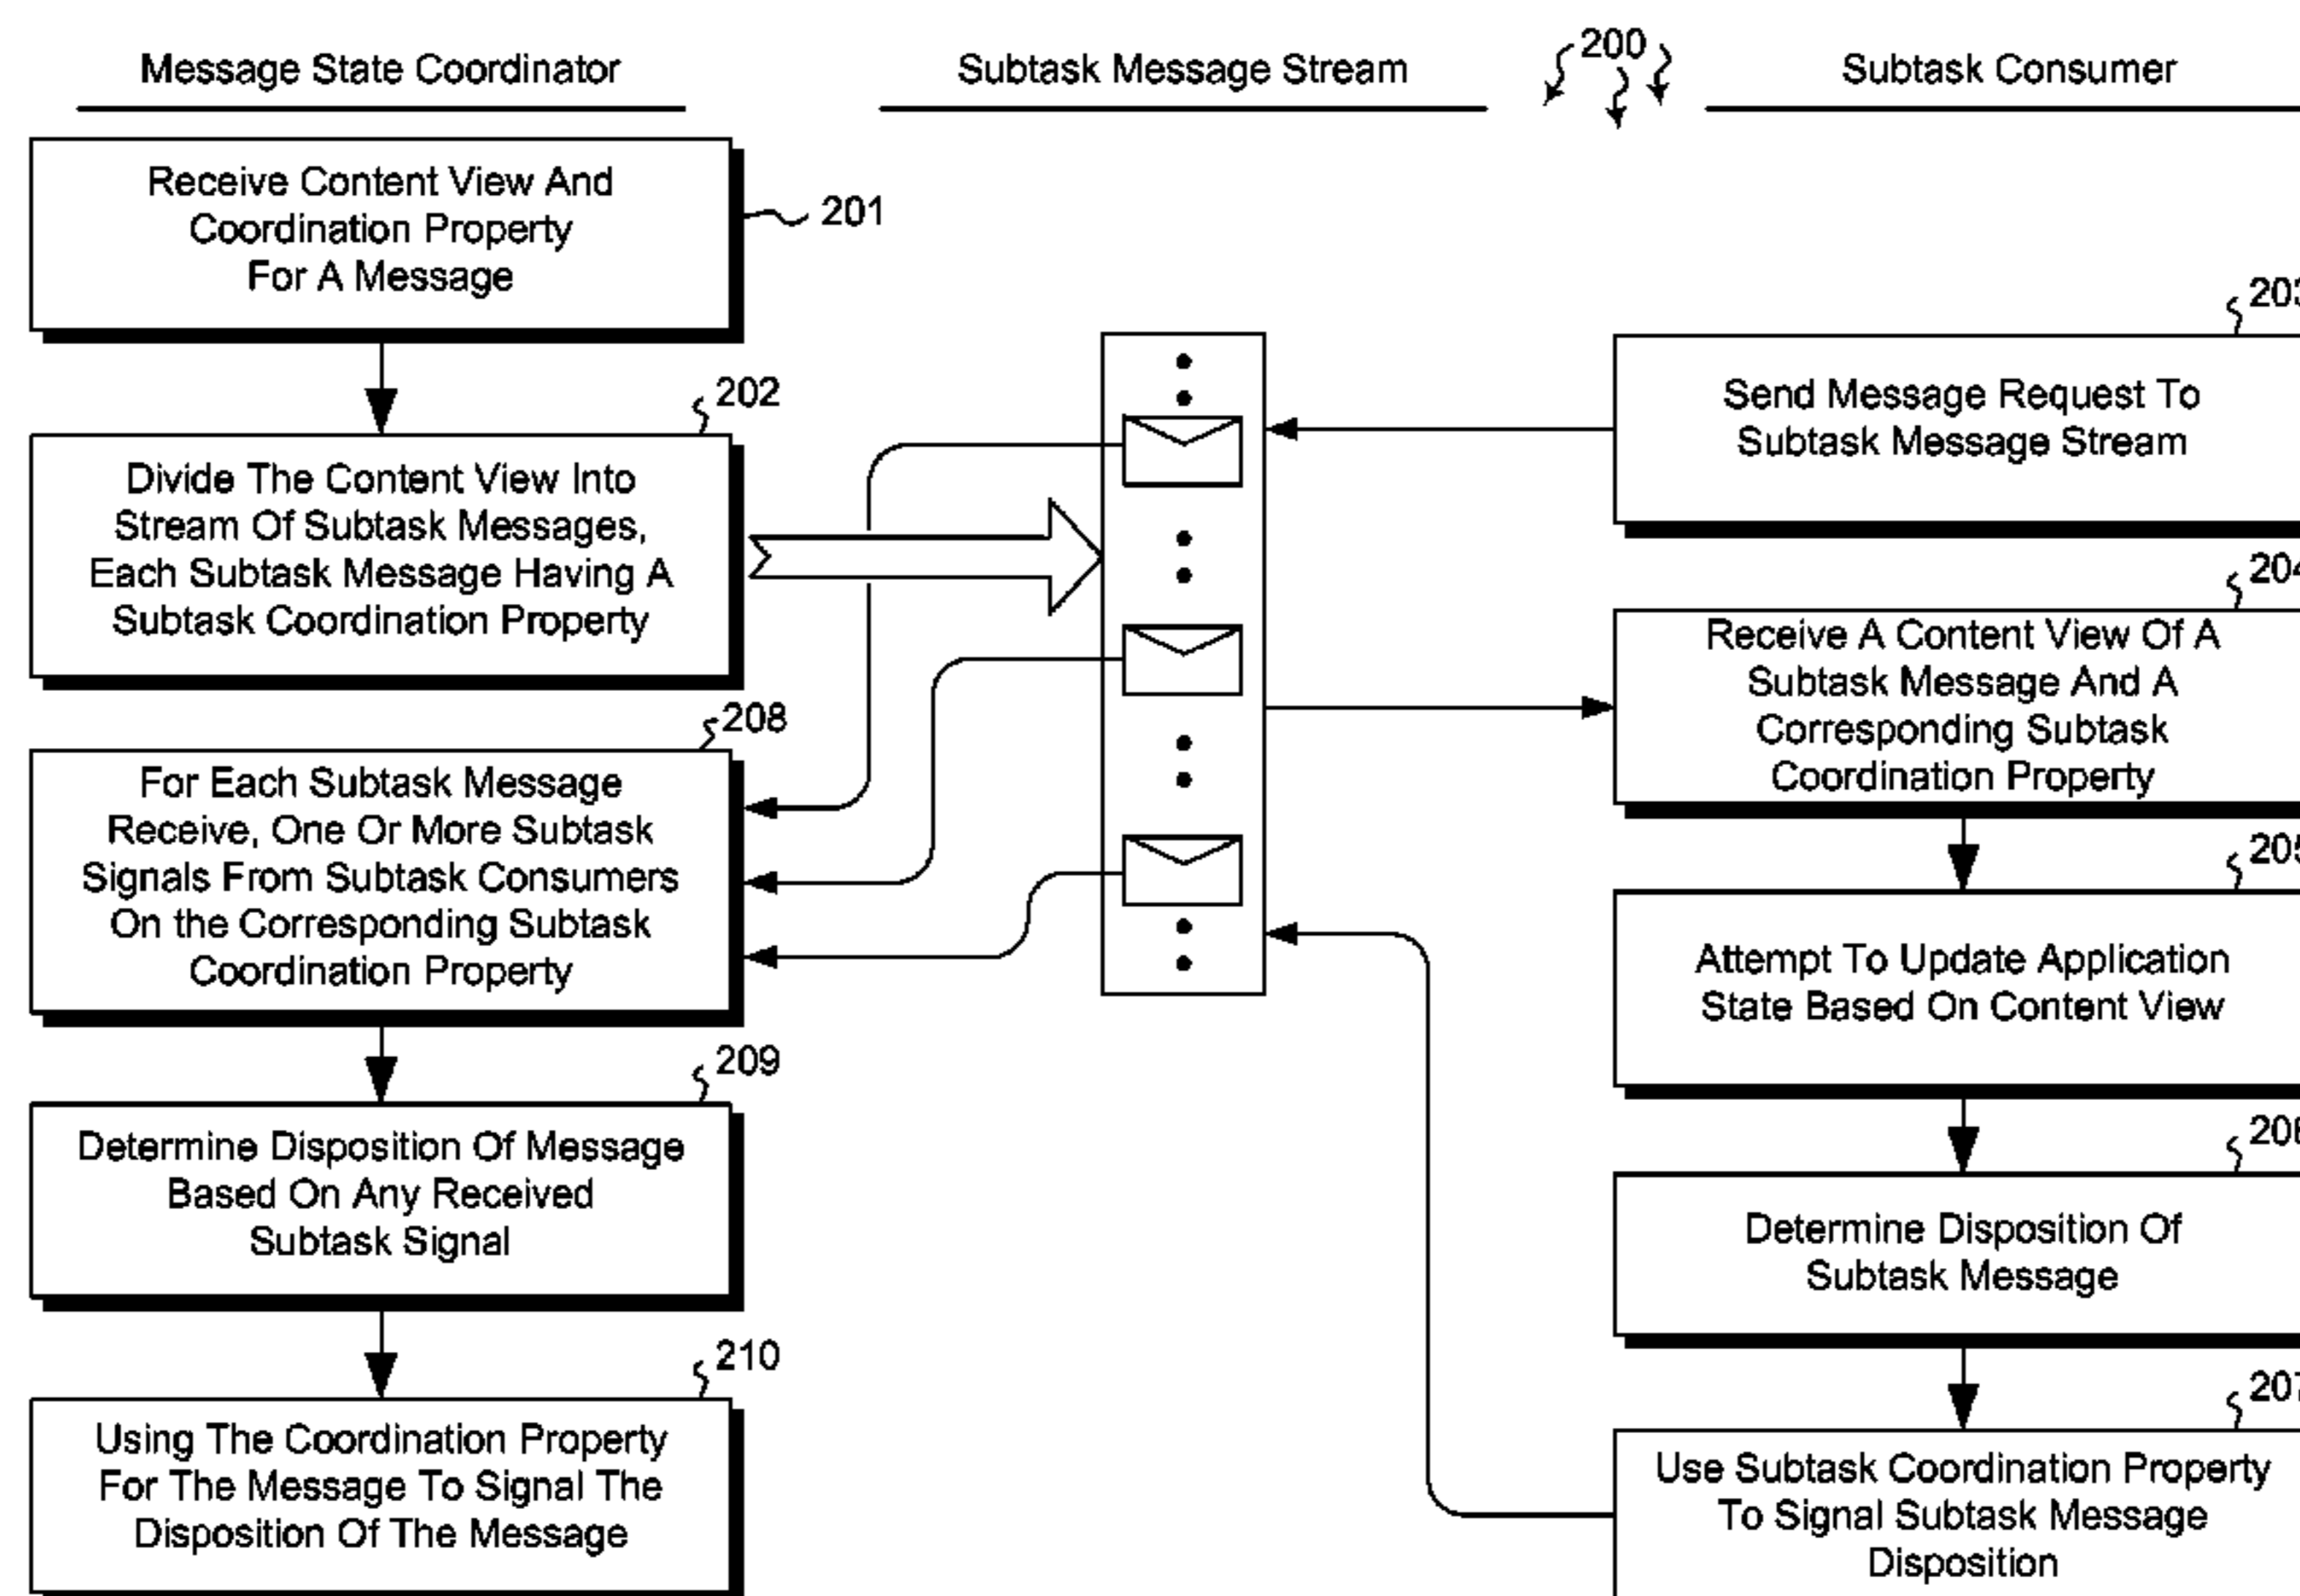 Message State Coordinator
Subtask Message Stream
200
Subtask Consumer
Receive Content View And
Coordination Property
For A Message
201
202
Divide The Content View Into
Stream Of Subtask Messages,
Each Subtask Message Having A
Subtask Coordination Property
203
Send Message Request To
Subtask Message Stream
204
Receive A Content View Of A
Subtask Message And A
Corresponding Subtask
Coordination Property
208
For Each Subtask Message
Receive, One Or More Subtask
Signals From Subtask Consumers
On the Corresponding Subtask
Coordination Property
205
Attempt To Update Application
State Based On Content View
209
Determine Disposition Of Message
Based On Any Received
Subtask Signal
206
Determine Disposition Of
Subtask Message
210
Using The Coordination Property
For The Message To Signal The
Disposition Of The Message
207
Use Subtask Coordination Property
To Signal Subtask Message
Disposition